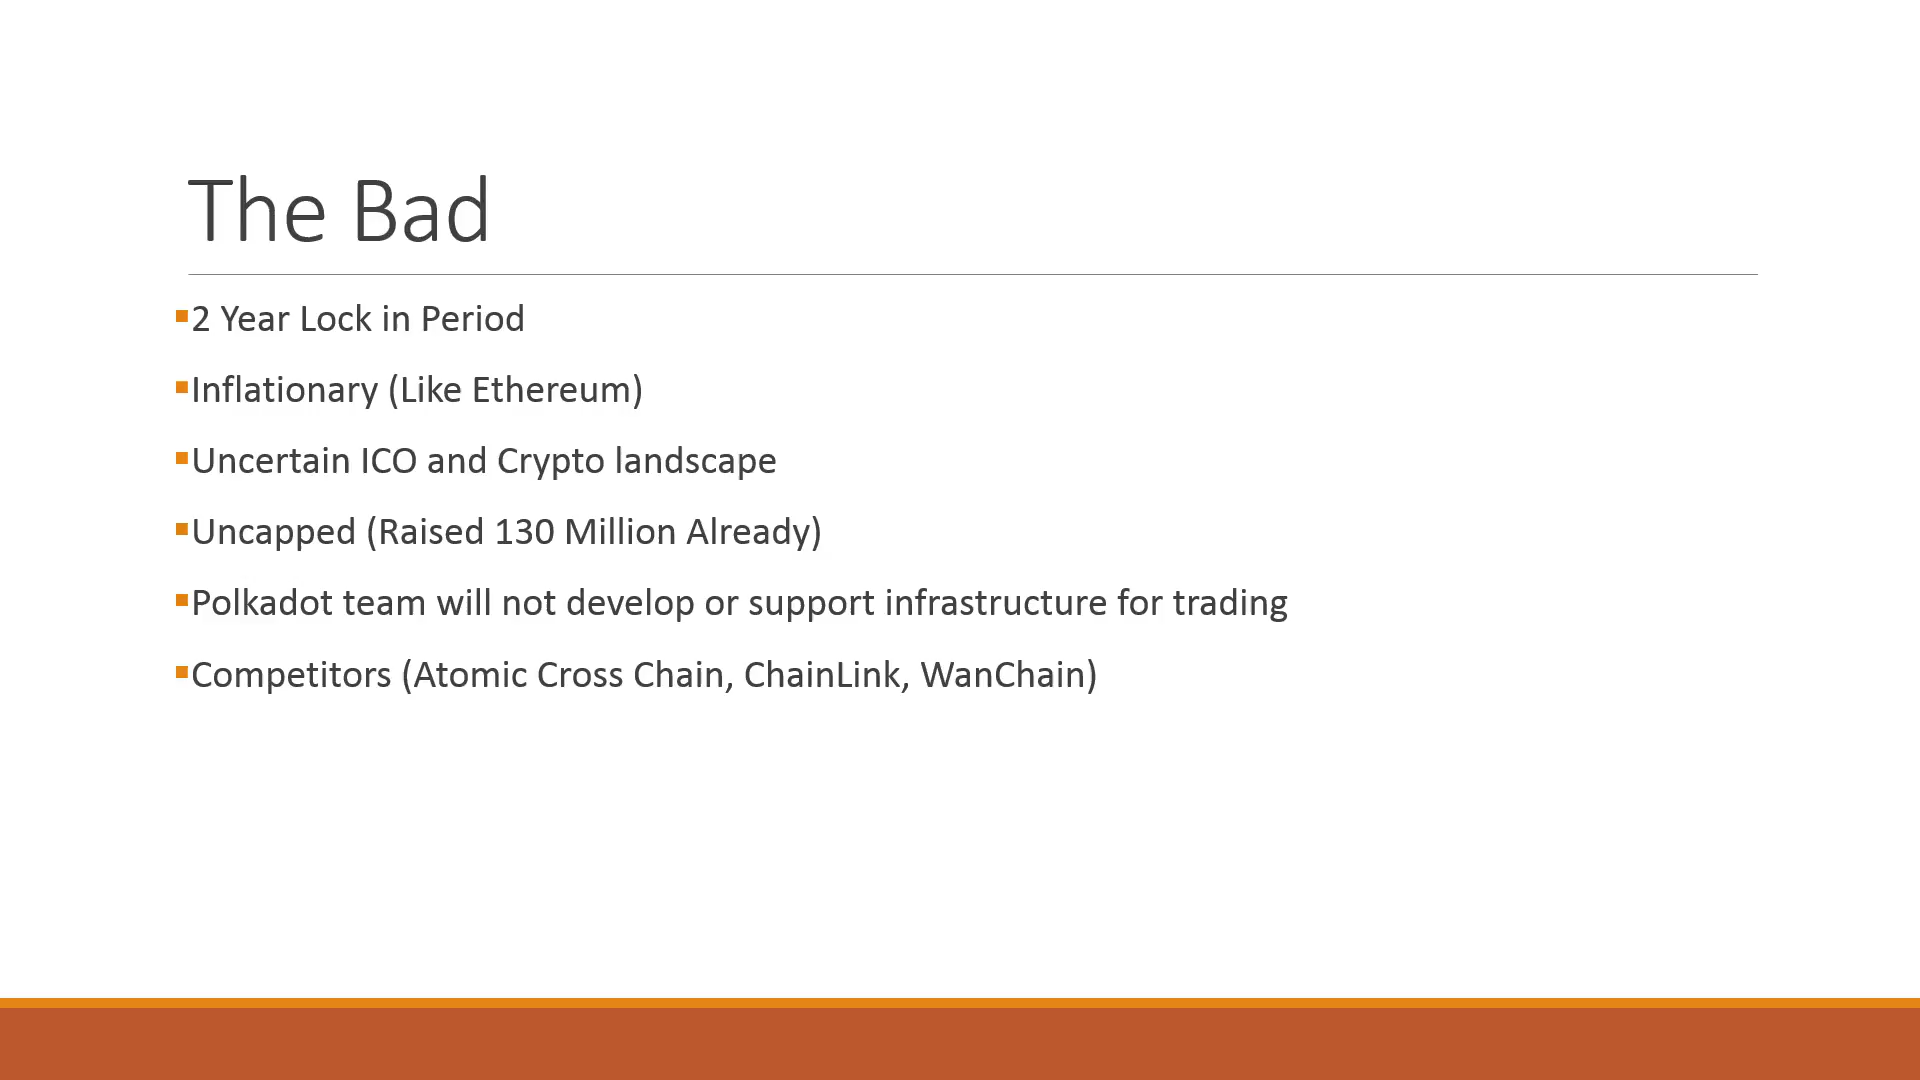 The Bad
2 Year Lock in Period
Inflationary (Like Ethereum)
Uncertain ICO and Crypto landscape
Uncapped (Raised 130 Million Already)
Polkadot team will not develop or support infrastructure for trading
Competitors (Atomic Cross Chain, ChainLink, WanChain)